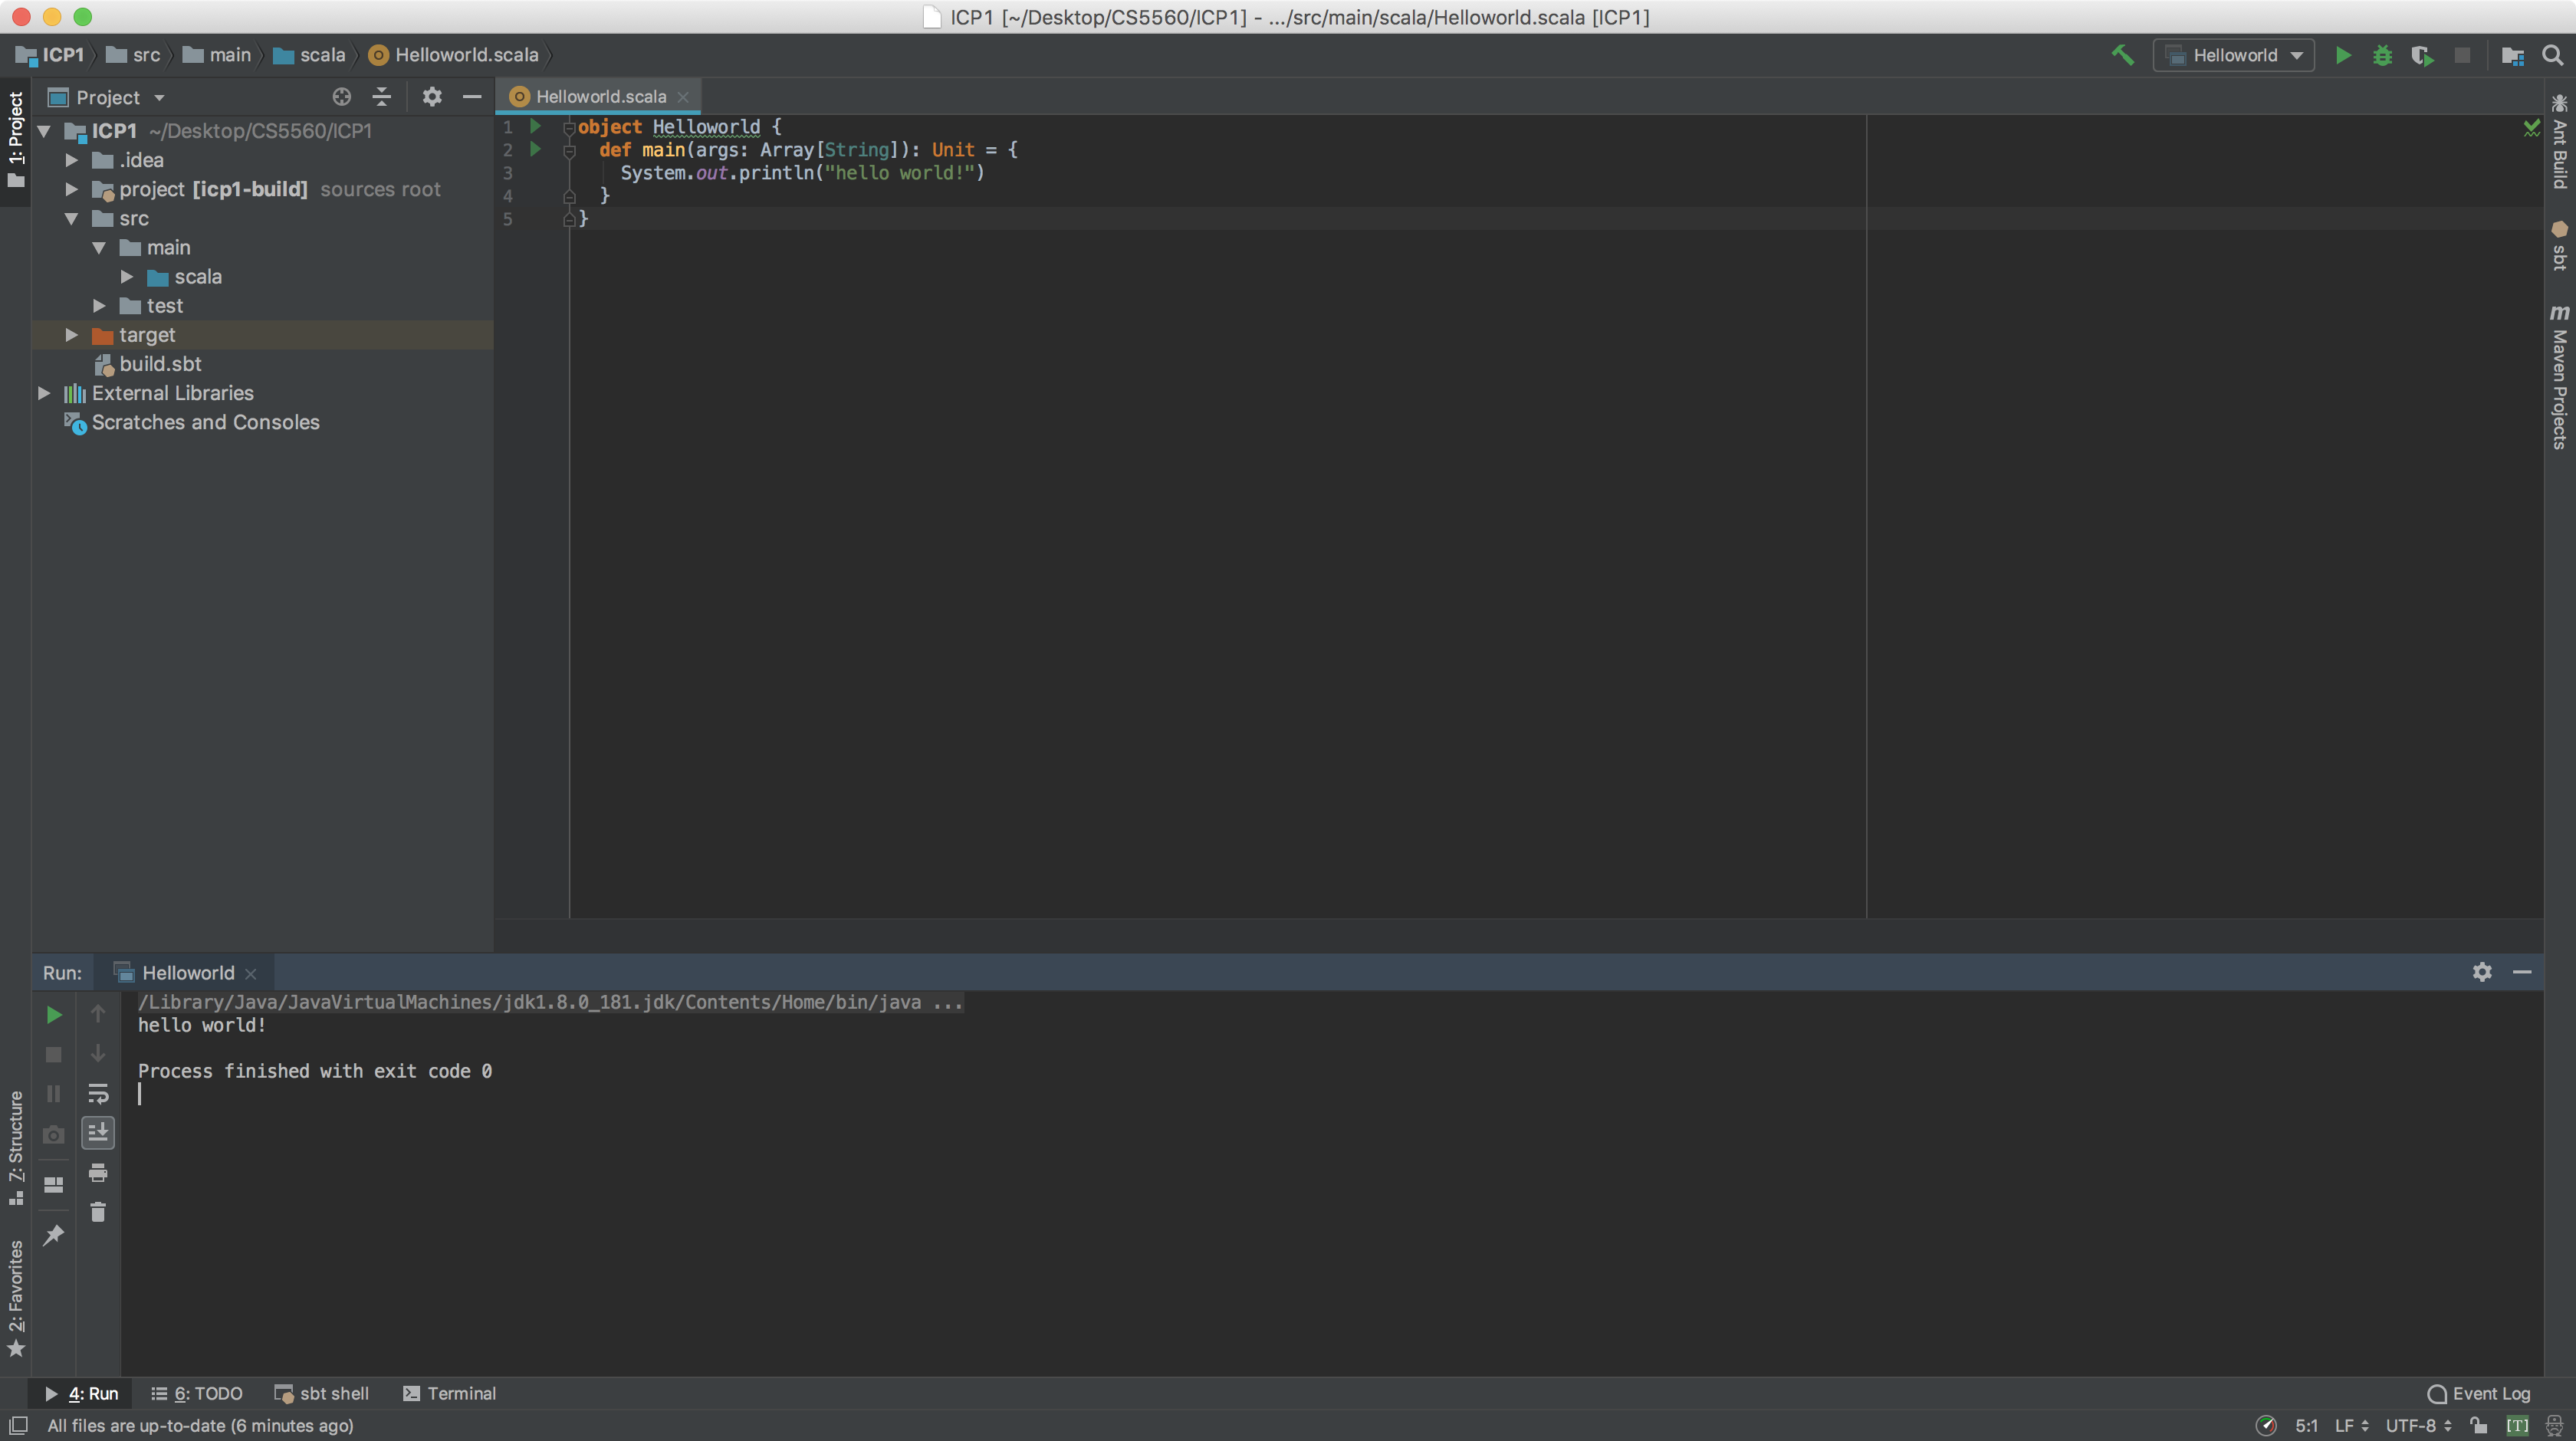 ICP1 [~/Desktop/CS5560/ICP1] - .../src/main/scala/Helloworld.scala [ICP1]
ICP1 src main scala Helloworld.scala
Helloworld
1: Project
Project
Helloworld.scala
ICP1 ~/Desktop/CS5560/ICP1
.idea
project [icp1-build] sources root
src
main
scala
test
target
build.sbt
External Libraries
Scratches and Consoles
1 object Helloworld {
2 def main(args: Array[String]): Unit = {
3 System.out.println("hello world!")
4 }
5 }
Ant Build
sbt
m Maven Projects
Run: Helloworld
/Library/Java/JavaVirtualMachines/jdk1.8.0_181.jdk/Contents/Home/bin/java ...
hello world!
Process finished with exit code 0
Z: Structure
2: Favorites
4: Run 6: TODO sbt shell Terminal Event Log
All files are up-to-date (6 minutes ago) 5:1 LF UTF-8 [T]